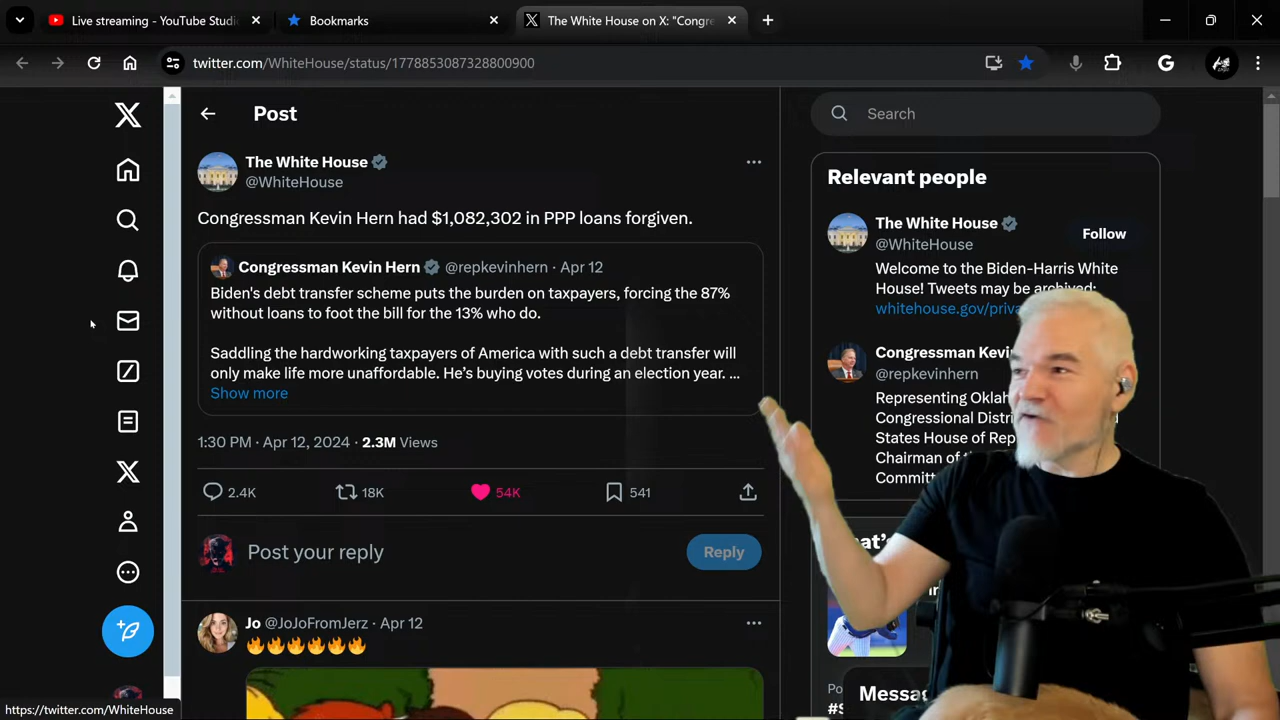 Live streaming - YouTube Studi
Bookmarks
The White House on X: "Congre
twitter.com/WhiteHouse/status/1778853087328800900
Post
Search
The White House
@WhiteHouse
Congressman Kevin Hern had $1,082,302 in PPP loans forgiven.
Congressman Kevin Hern @repkevinhern · Apr 12
Biden's debt transfer scheme puts the burden on taxpayers, forcing the 87%
without loans to foot the bill for the 13% who do.
Saddling the hardworking taxpayers of America with such a debt transfer will
only make life more unaffordable. He's buying votes during an election year. ...
Show more
1:30 PM · Apr 12, 2024 · 2.3M Views
2.4K 18K 54K 541
Post your reply
Reply
Jo @JoJoFromJerz · Apr 12
Relevant people
The White House
@WhiteHouse
Follow
Welcome to the Biden-Harris White
House! Tweets may be archived:
whitehouse.gov/priva
Congressman Kevi
@repkevinhern
Representing Oklah
Congressional Distri
States House of Rep
Chairman of th
Committ
Messag
https://twitter.com/WhiteHouse